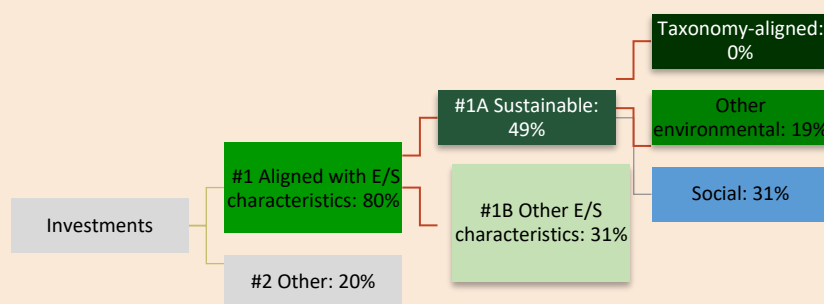 Taxonomy-aligned:
0%
#1A Sustainable:
49%
Other
environmental: 19%
#1 Aligned with E/S
characteristics: 80%
#1B Other E/S
characteristics: 31%
Social: 31%
Investments
#2 Other: 20%